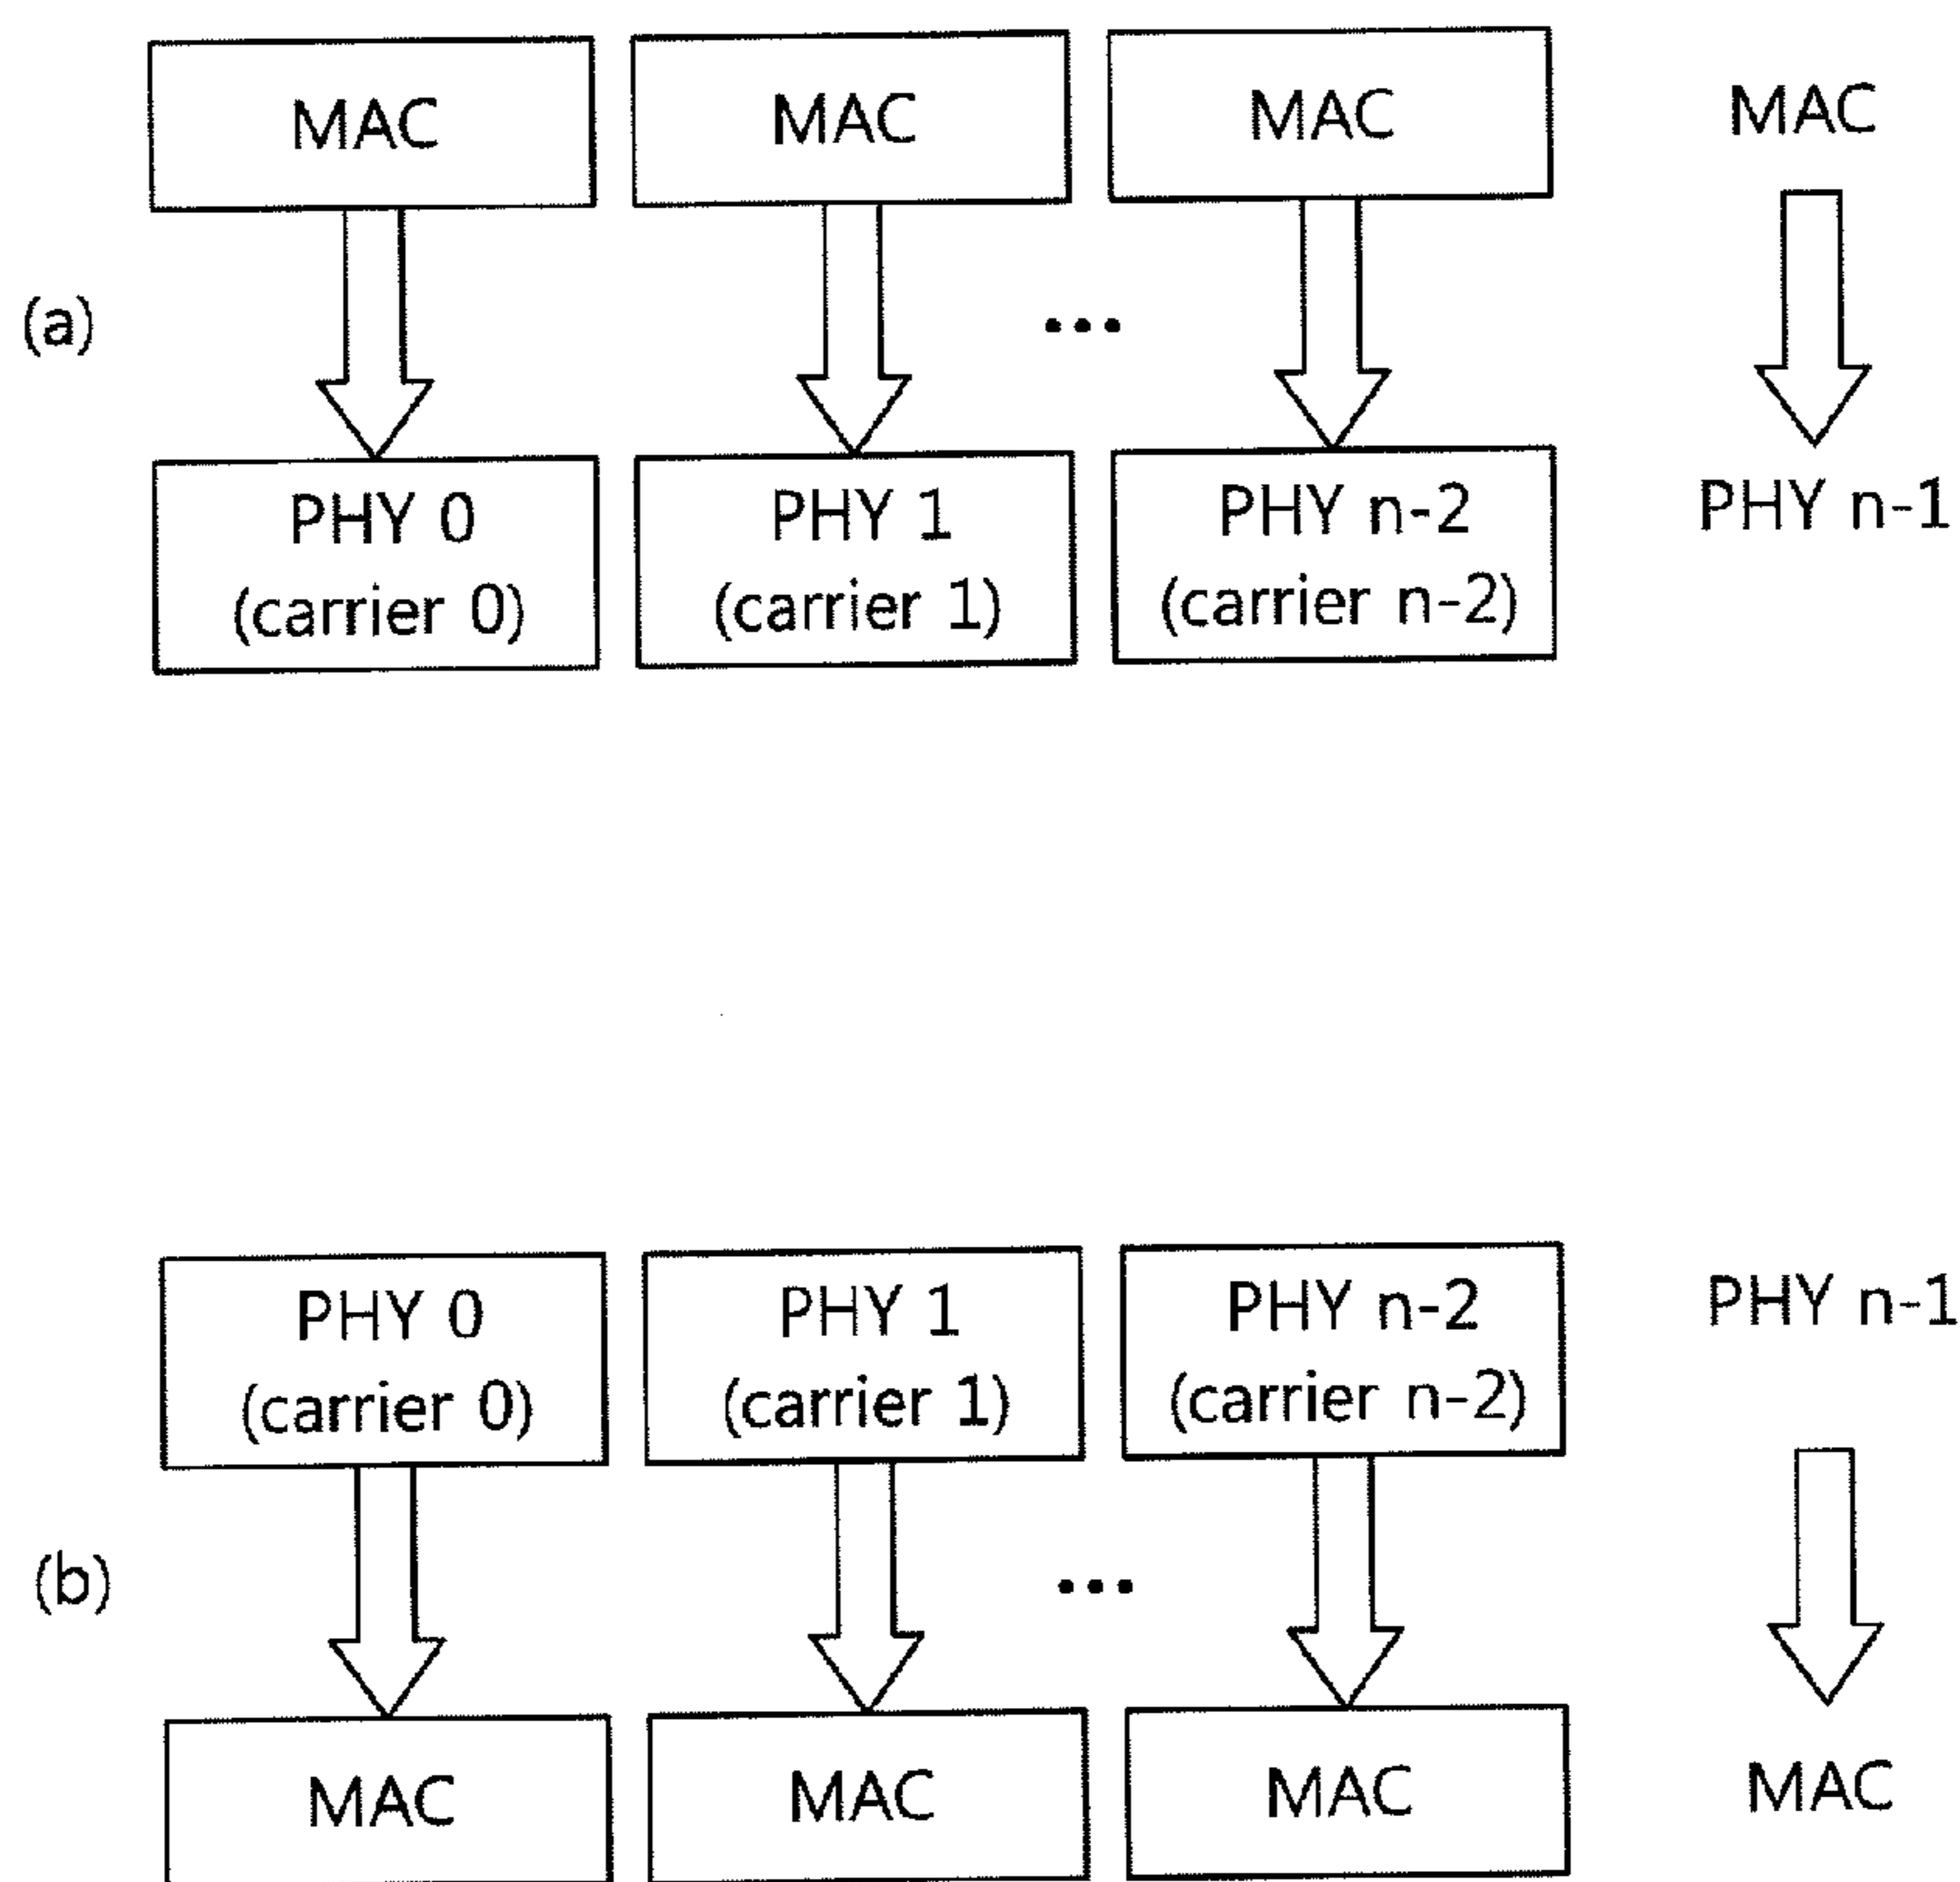 MAC MAC MAC MAC
(a) ...
PHY 0 PHY 1 PHY n-2 PHY n-1
(carrier 0) (carrier 1) (carrier n-2)
PHY 0 PHY 1 PHY n-2 PHY n-1
(carrier 0) (carrier 1) (carrier n-2)
(b) ...
MAC MAC MAC MAC